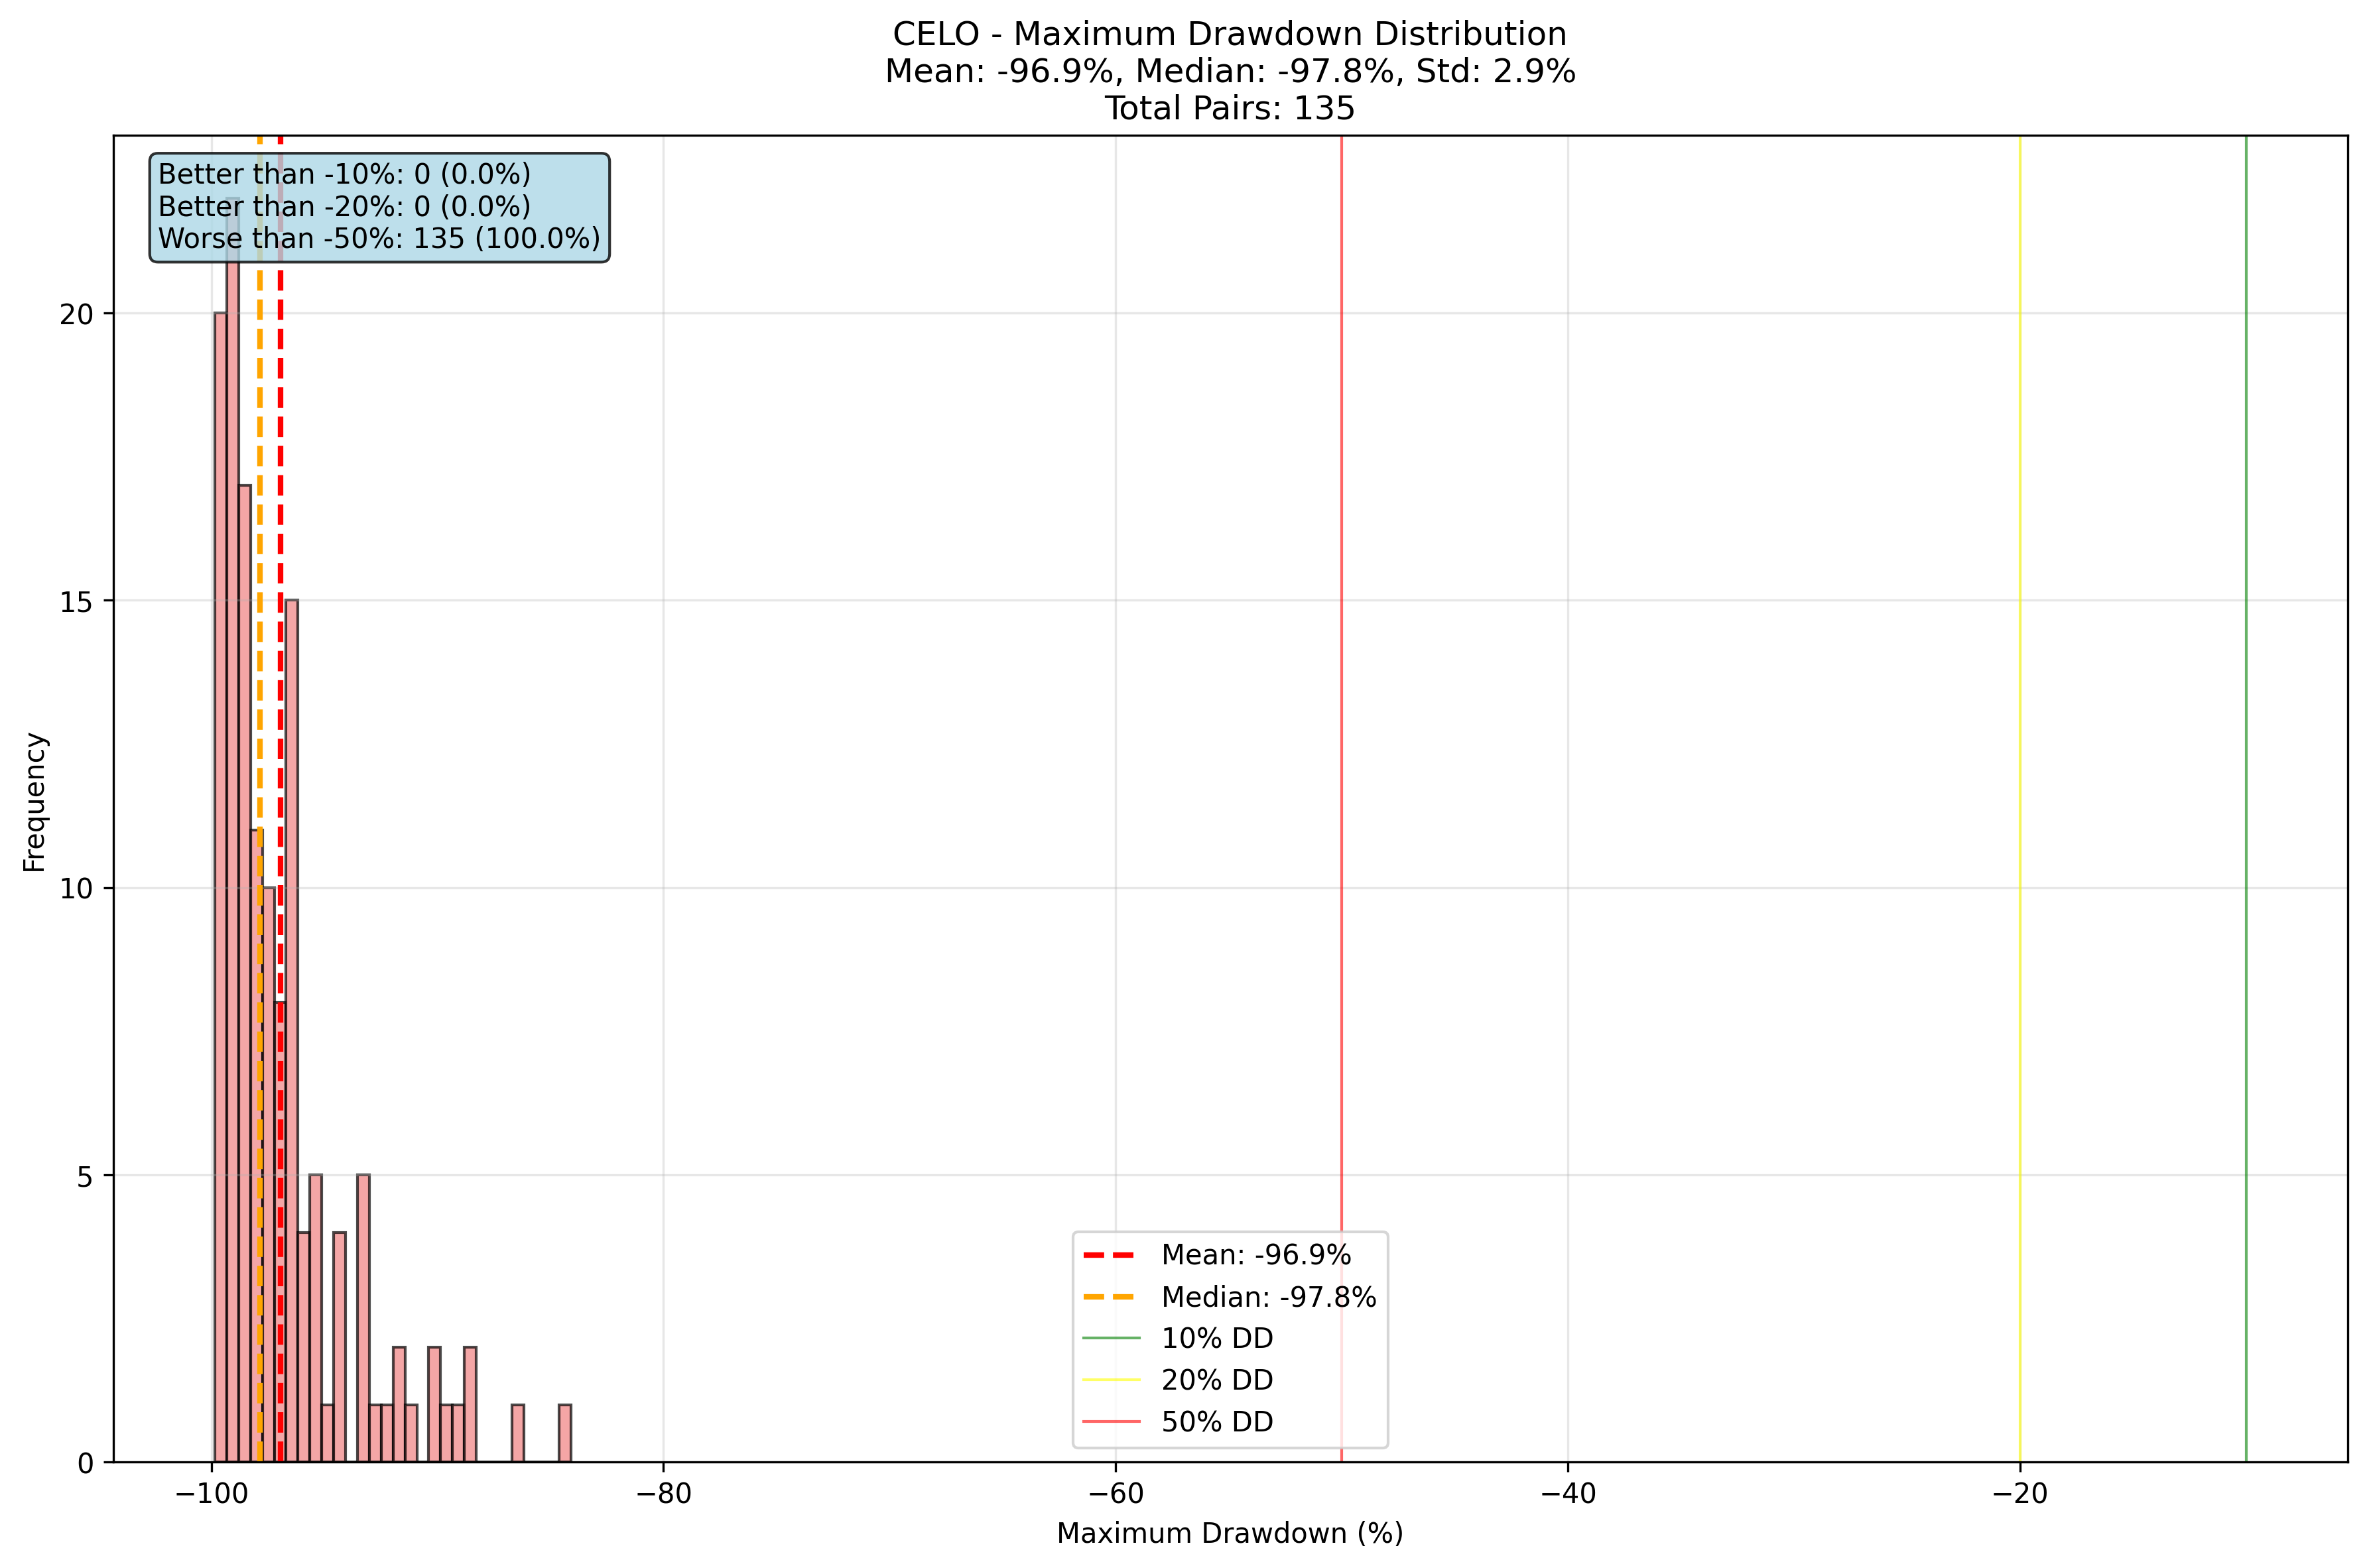 CELO - Maximum Drawdown Distribution
Mean: -96.9%, Median: -97.8%, Std: 2.9%
Total Pairs: 135
Better than -10%: 0 (0.0%)
Better than -20%: 0 (0.0%)
Worse than -50%: 135 (100.0%)
20
15
10
5
0
Frequency
Mean: -96.9%
Median: -97.8%
10% DD
20% DD
50% DD
−100
−80
−60
−40
−20
Maximum Drawdown (%)